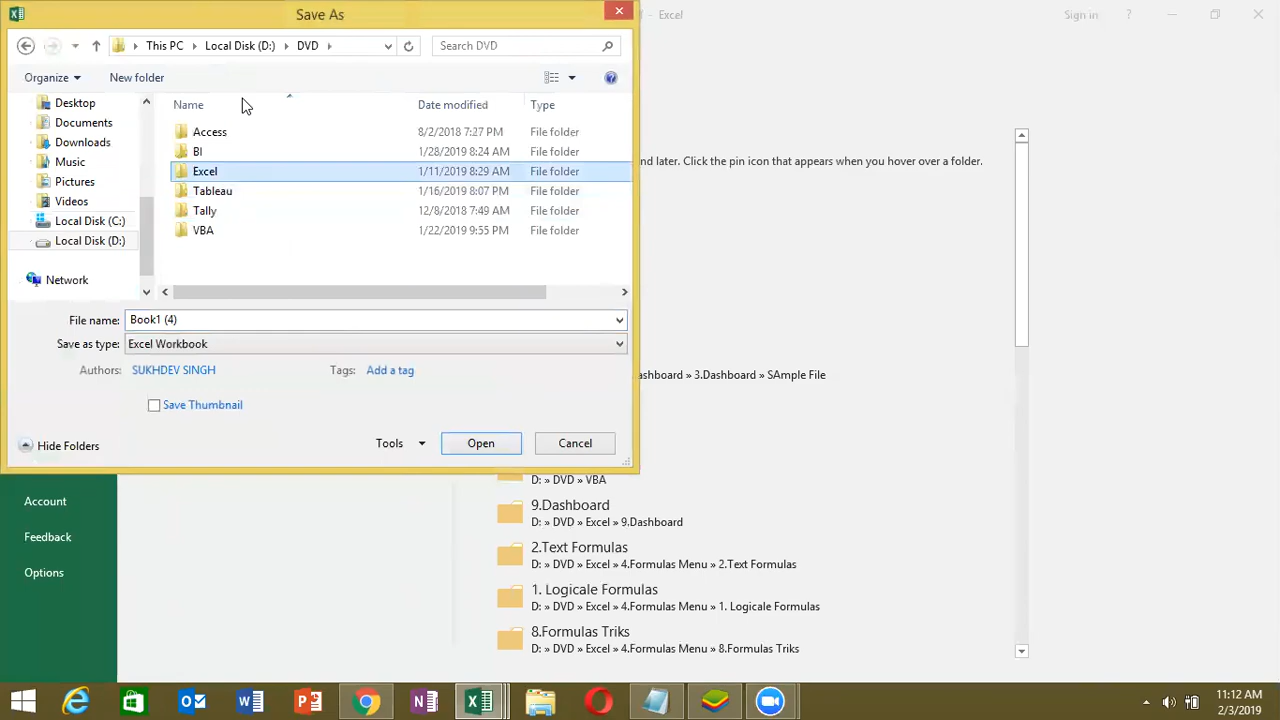 Save As
- Excel
Sign in
?
This PC
Local Disk (D:)
DVD
Search DVD
Organize
New folder
Name
Date modified
Type
Desktop
Documents
Downloads
Music
Pictures
Videos
Local Disk (C:)
Local Disk (D:)
Network
Access 8/2/2018 7:27 PM File folder
BI 1/28/2019 8:24 AM File folder
Excel 1/11/2019 8:29 AM File folder
Tableau 1/16/2019 8:07 PM File folder
Tally 12/8/2018 7:49 AM File folder
VBA 1/22/2019 9:55 PM File folder
File name: Book1 (4)
Save as type: Excel Workbook
Authors: SUKHDEV SINGH
Tags: Add a tag
Save Thumbnail
Hide Folders
Tools
Open
Cancel
nd later. Click the pin icon that appears when you hover over a folder.
ashboard » 3.Dashboard » SAmple File
D: » DVD » VBA
9.Dashboard
D: » DVD » Excel » 9.Dashboard
2.Text Formulas
D: » DVD » Excel » 4.Formulas Menu » 2.Text Formulas
1. Logicale Formulas
D: » DVD » Excel » 4.Formulas Menu » 1. Logicale Formulas
8.Formulas Triks
D: » DVD » Excel » 4.Formulas Menu » 8.Formulas Triks
Account
Feedback
Options
11:12 AM
2/3/2019